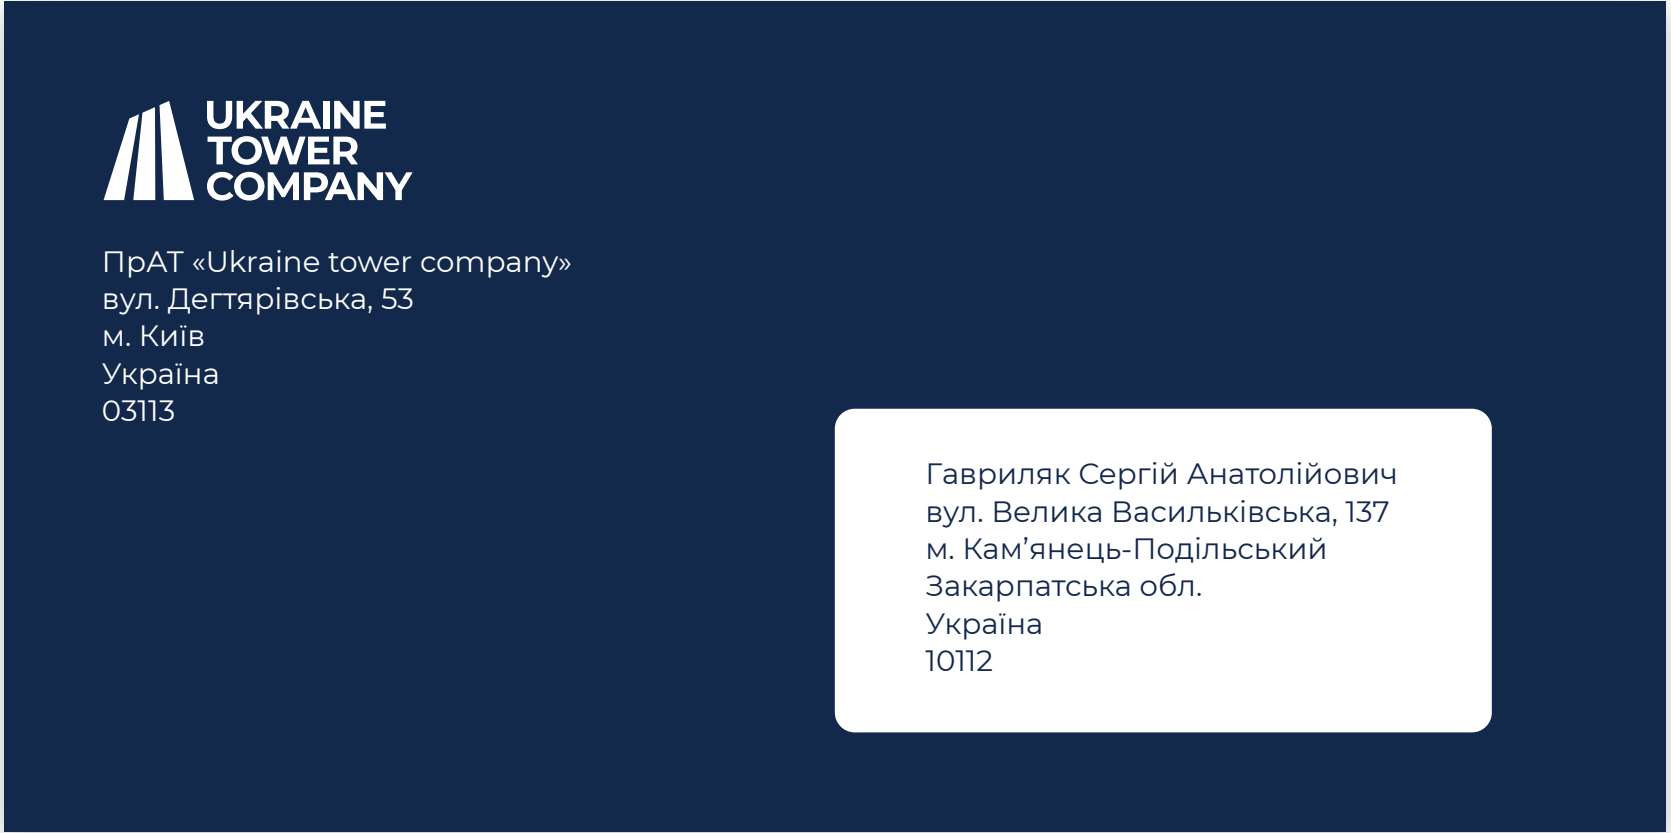 UKRAINE
TOWER
COMPANY
ПрАТ «Ukraine tower company»
вул. Дегтярівська, 53
м. Київ
Україна
03113
Гавриляк Сергій Анатолійович
вул. Велика Васильківська, 137
м. Кам’янець-Подільський
Закарпатська обл.
Україна
10112